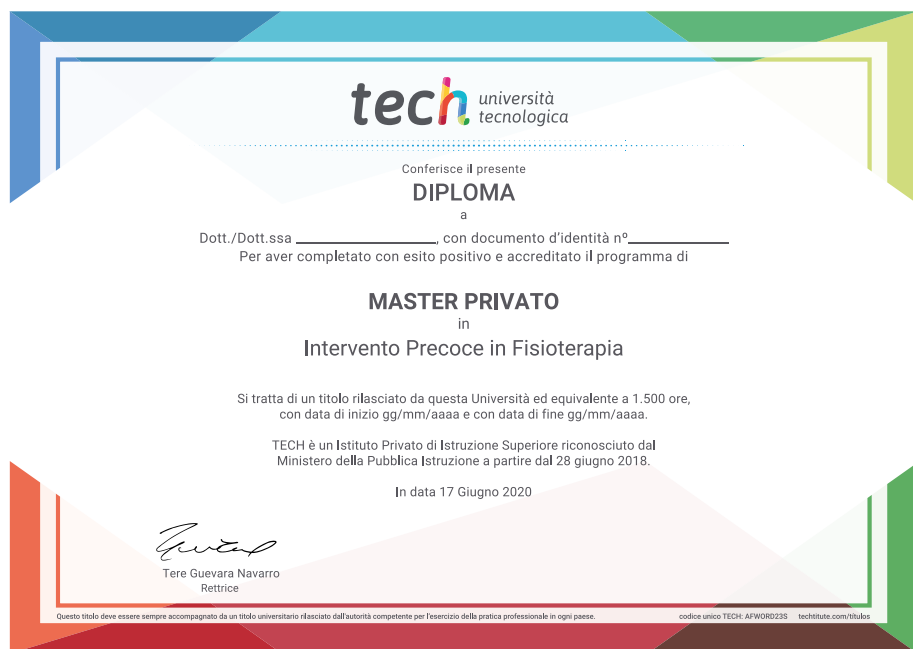 tech università
tecnologica
Conferisce il presente
DIPLOMA
a
Dott./Dott.ssa ________________, con documento d'identità nº____________
Per aver completato con esito positivo e accreditato il programma di
MASTER PRIVATO
in
Intervento Precoce in Fisioterapia
Si tratta di un titolo rilasciato da questa Università ed equivalente a 1.500 ore,
con data di inizio gg/mm/aaaa e con data di fine gg/mm/aaaa.
TECH è un Istituto Privato di Istruzione Superiore riconosciuto dal
Ministero della Pubblica Istruzione a partire dal 28 giugno 2018.
In data 17 Giugno 2020
Tere Guevara Navarro
Rettrice
Questo titolo deve essere sempre accompagnato da un titolo universitario rilasciato dall'autorità competente per l'esercizio della pratica professionale in ogni paese. codice unico TECH: AFWORD23S techtitute.com/titulos